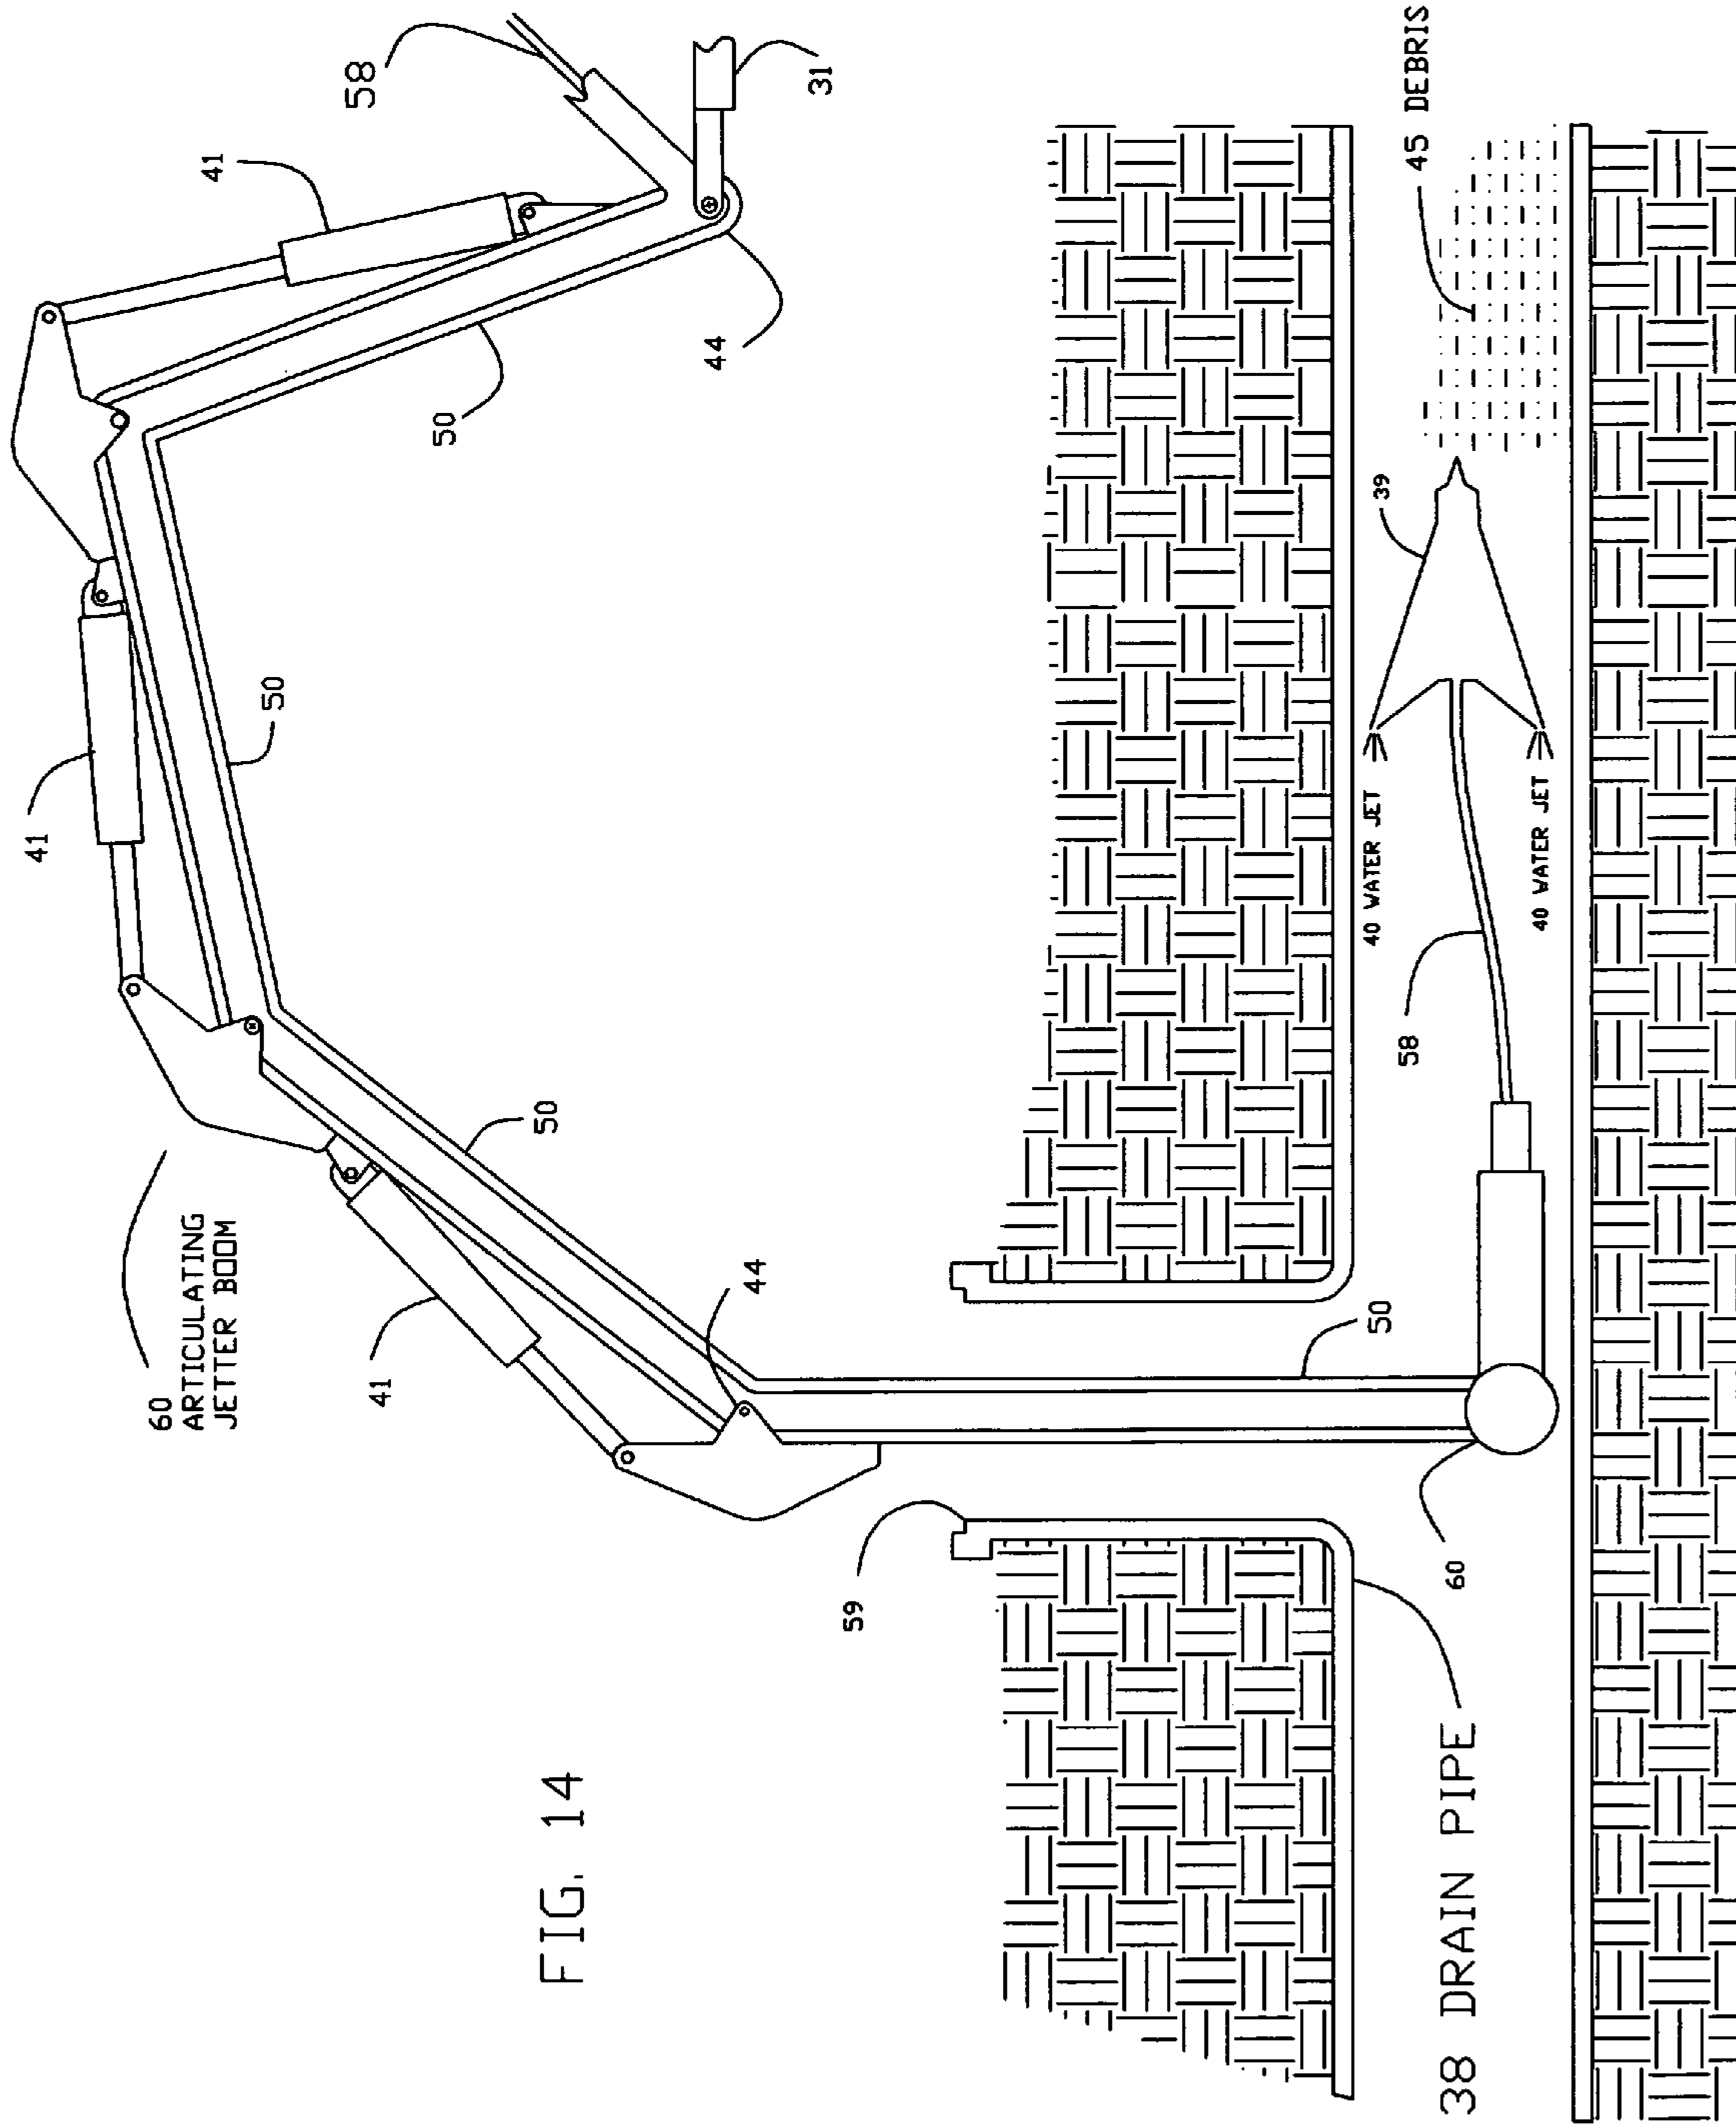 FIG. 14
60
ARTICULATING
JETTER BOOM
41
41
41
58
31
44
50
50
50
44
59
50
60
38 DRAIN PIPE
58
40 WATER JET
40 WATER JET
39
45 DEBRIS